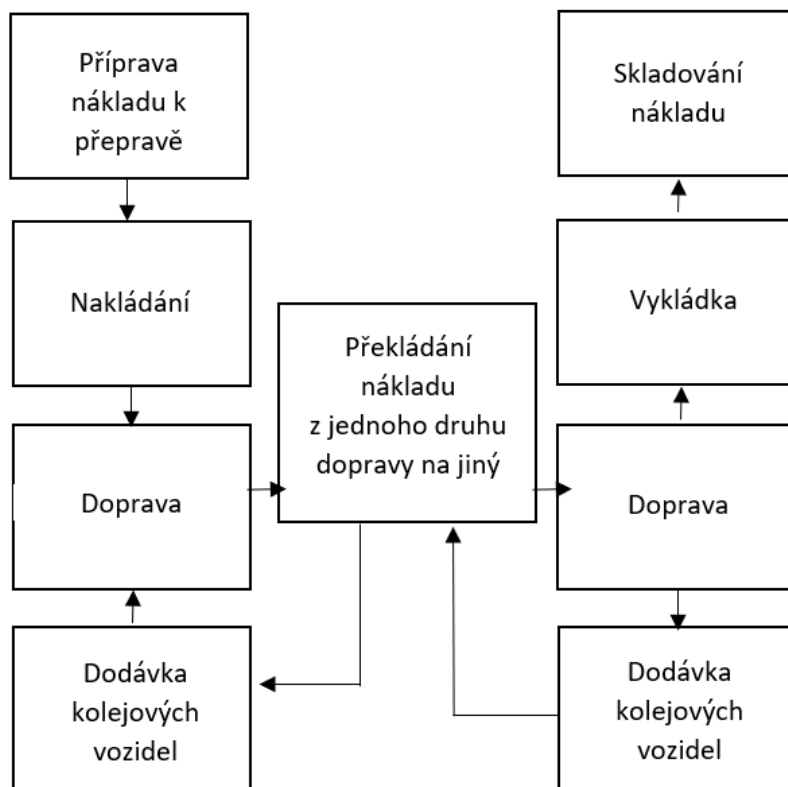 Příprava
nákladu k
přepravě
Nakládání
Doprava
Dodávka
kolejových
vozidel
Překládání
nákladu
z jednoho druhu
dopravy na jiný
Skladování
nákladu
Vykládka
Doprava
Dodávka
kolejových
vozidel